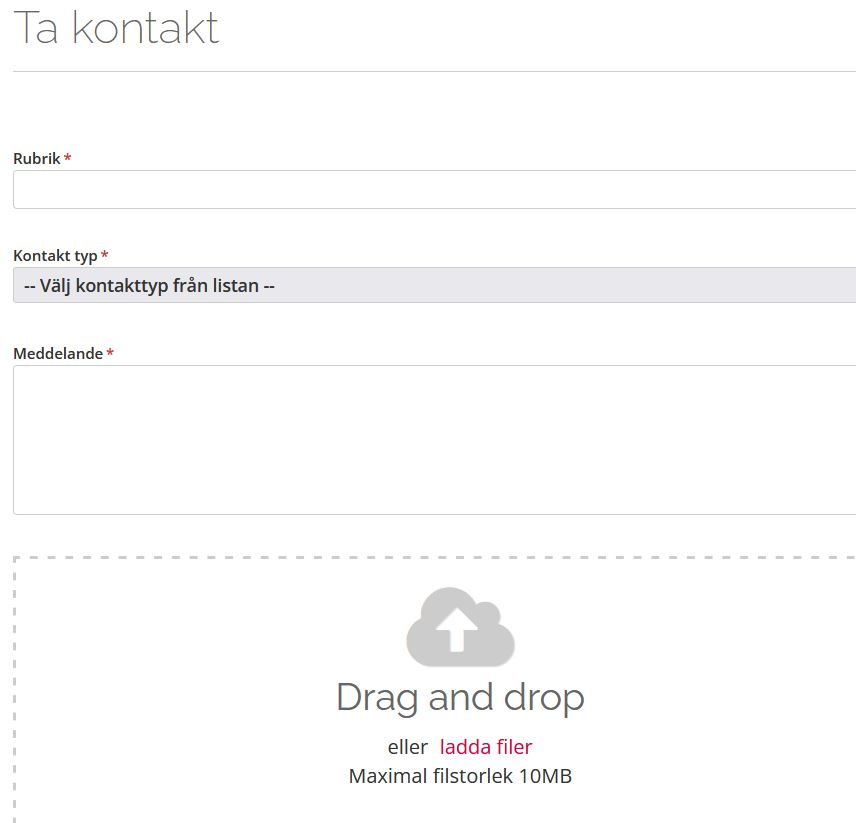 Ta kontakt
Rubrik *
Kontakt typ *
-- Välj kontakttyp från listan --
Meddelande *
Drag and drop
eller ladda filer
Maximal filstorlek 10MB